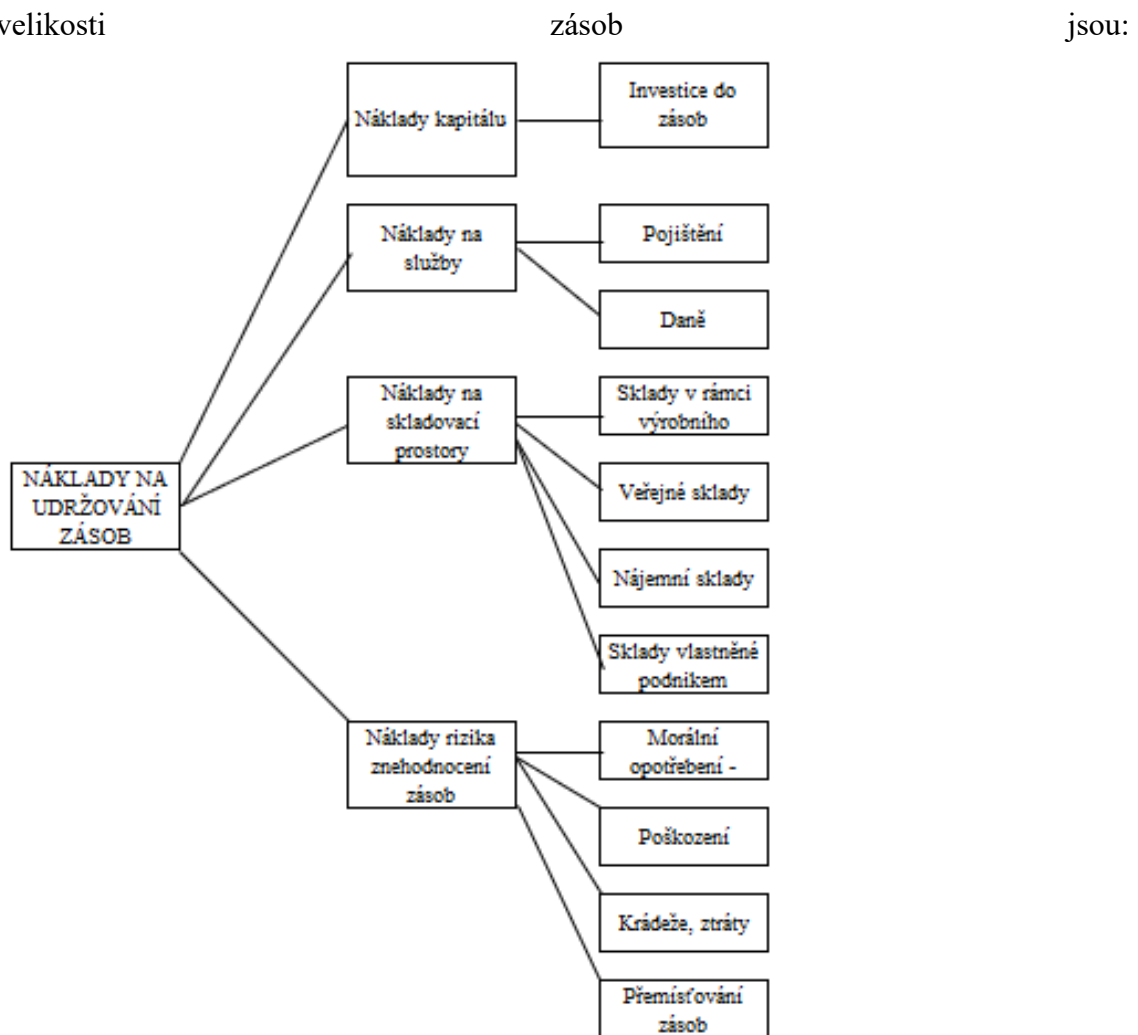 velikosti zásob jsou:
Náklady kapitálu
Investice do
zásob
Náklady na
služby
Pojištění
Daně
Náklady na
skladovací
prostory
Sklady v rámci
výrobního
Veřejné sklady
Nájemní sklady
Sklady vlastněné
podnikem
NÁKLADY NA
UDRŽOVÁNÍ
ZÁSOB
Náklady rizika
znehodnocení
zásob
Morální
opotřebení -
Poškození
Krádeže, ztráty
Přemísťování
zásob